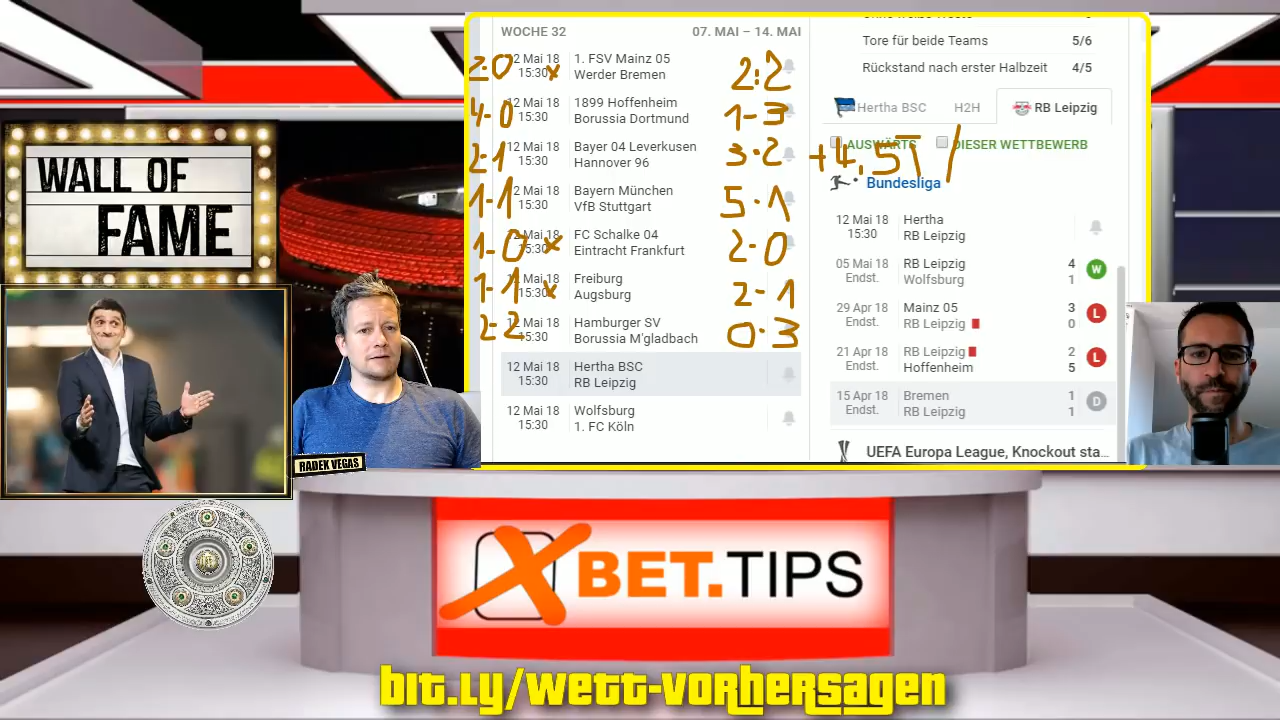 WALL OF
FAME
RADEK VEGAS
WOCHE 32 07. MAI – 14. MAI
2:0 12 Mai 18 15:30 x 1. FSV Mainz 05 2:2
Werder Bremen
4-0 12 Mai 18 15:30 1899 Hoffenheim 1-3
Borussia Dortmund
2-1 12 Mai 18 15:30 Bayer 04 Leverkusen 3-2
Hannover 96
1-1 12 Mai 18 15:30 Bayern München 5-1
VfB Stuttgart
1-0 12 Mai 18 15:30 x FC Schalke 04 2-0
Eintracht Frankfurt
1-1 12 Mai 18 15:30 x Freiburg 2-1
Augsburg
2-2 12 Mai 18 15:30 Hamburger SV 0-3
Borussia M'gladbach
12 Mai 18 15:30 Hertha BSC
RB Leipzig
12 Mai 18 15:30 Wolfsburg
1. FC Köln
Tore für beide Teams 5/6
Rückstand nach erster Halbzeit 4/5
Hertha BSC H2H RB Leipzig
AUSWÄRTS DIESER WETTBEWERB
+4,5T /
Bundesliga
12 Mai 18 Hertha
15:30 RB Leipzig
05 Mai 18 RB Leipzig 4 W
Endst. Wolfsburg 1
29 Apr 18 Mainz 05 3 L
Endst. RB Leipzig 0
21 Apr 18 RB Leipzig 2 L
Endst. Hoffenheim 5
15 Apr 18 Bremen 1 D
Endst. RB Leipzig 1
UEFA Europa League, Knockout sta...
XBET.TIPS
bit.ly/wett-vorhersagen